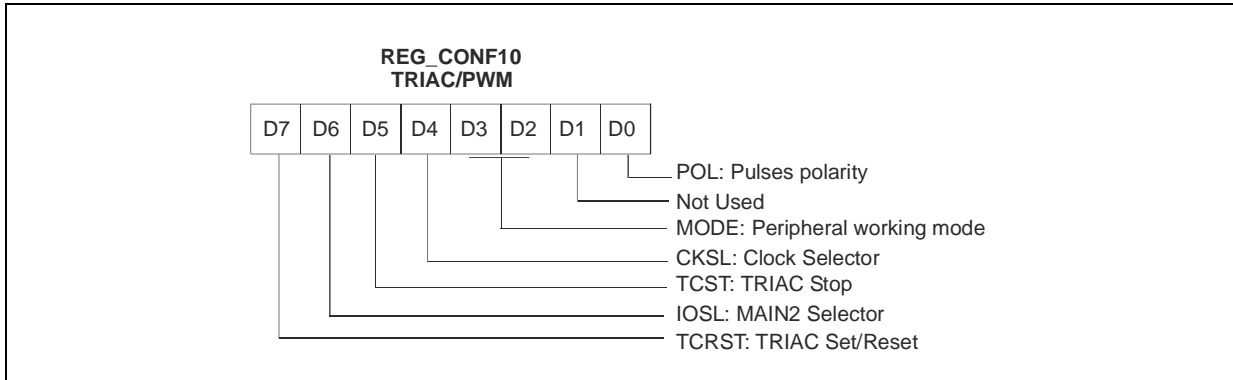 REG_CONF10
TRIAC/PWM
D7 D6 D5 D4 D3 D2 D1 D0
POL: Pulses polarity
Not Used
MODE: Peripheral working mode
CKSL: Clock Selector
TCST: TRIAC Stop
IOSL: MAIN2 Selector
TCRST: TRIAC Set/Reset